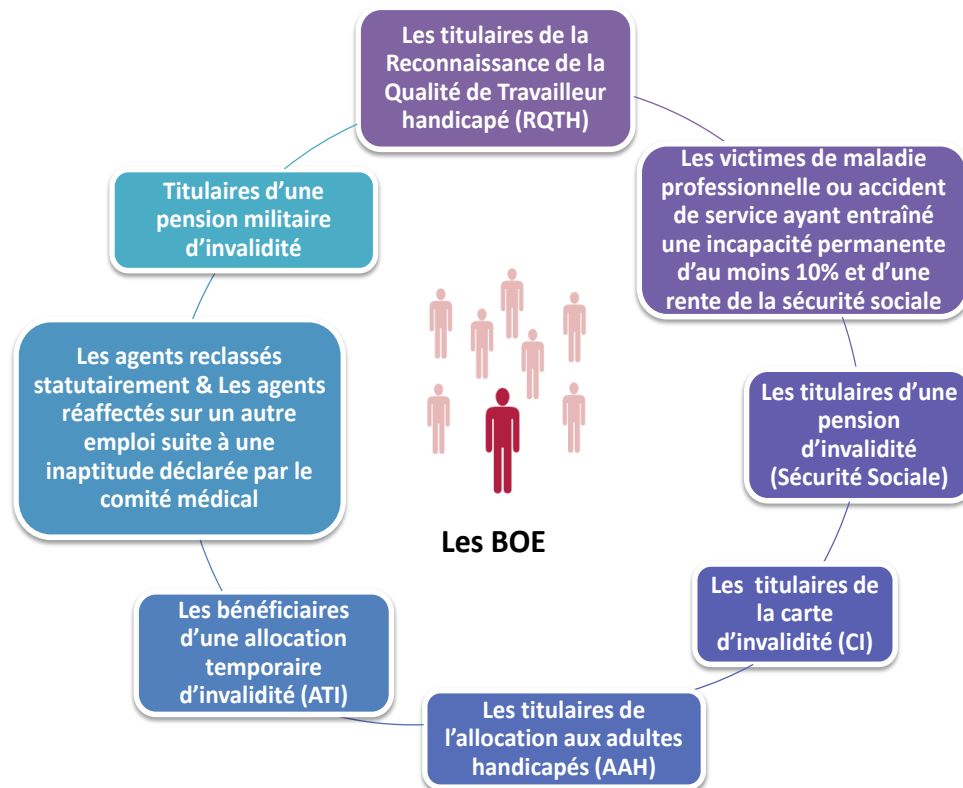 Les titulaires de la
Reconnaissance de la
Qualité de Travailleur
handicapé (RQTH)
Les victimes de maladie
professionnelle ou accident
de service ayant entraîné
une incapacité permanente
d'au moins 10% et d'une
rente de la sécurité sociale
Les titulaires d'une
pension
d'invalidité
(Sécurité Sociale)
Les titulaires de
la carte
d'invalidité (CI)
Les titulaires de
l'allocation aux adultes
handicapés (AAH)
Les bénéficiaires
d'une allocation
temporaire
d'invalidité (ATI)
Les agents reclassés
statutairement & Les agents
réaffectés sur un autre
emploi suite à une
inaptitude déclarée par le
comité médical
Titulaires d'une
pension militaire
d'invalidité
Les BOE